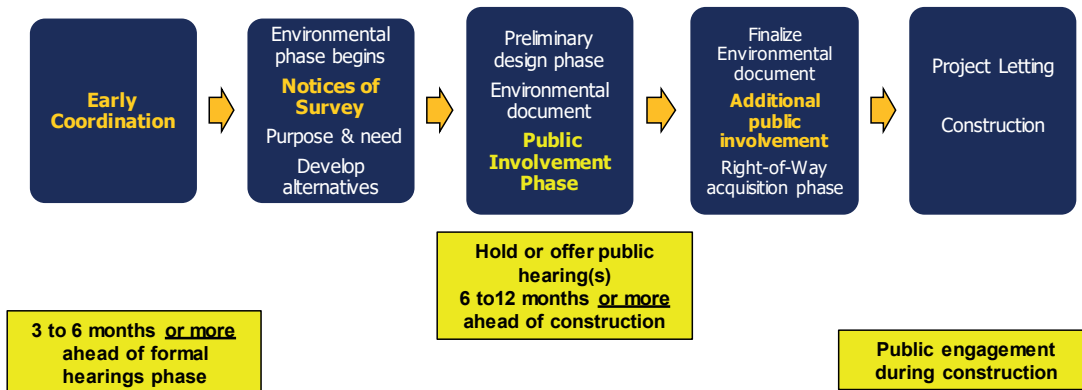 Early
Coordination
Environmental
phase begins
Notices of
Survey
Purpose & need
Develop
alternatives
Preliminary
design phase
Environmental
document
Public
Involvement
Phase
Finalize
Environmental
document
Additional
public
involvement
Right-of-Way
acquisition phase
Project Letting
Construction
3 to 6 months or more
ahead of formal
hearings phase
Hold or offer public
hearing(s)
6 to12 months or more
ahead of construction
Public engagement
during construction